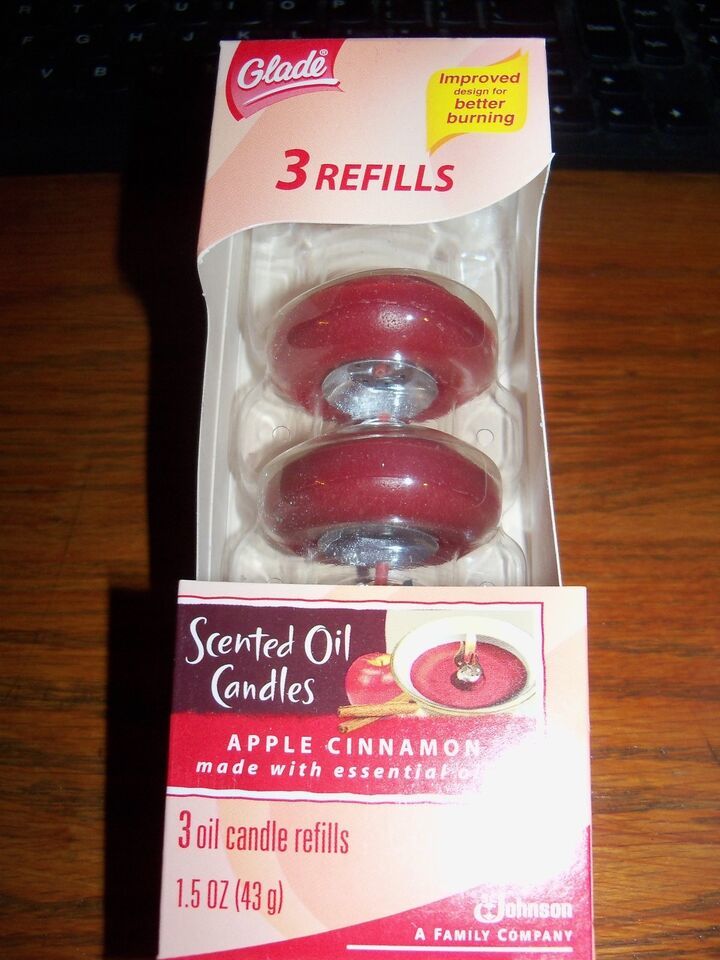 R T Y U I O P
F G H J K L
V B
Glade®
Improved
design for
better
burning
3 REFILLS
Scented Oil
Candles
APPLE CINNAMON
made with essential
3 oil candle refills
1.5 OZ (43 g)
Johnson
A FAMILY COMPANY